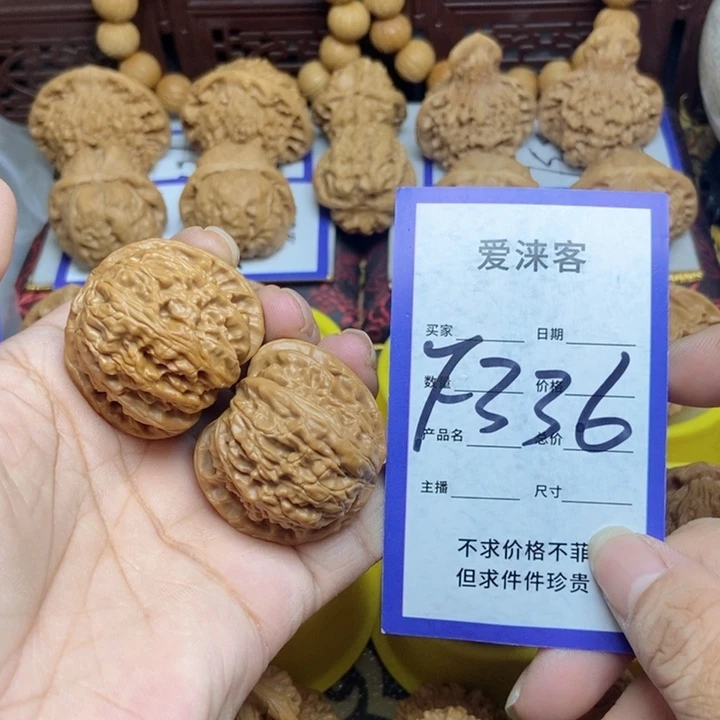 爱涞客
买家 日期
数量 价格
7336
产品名 总价
主播 尺寸
不求价格不菲
但求件件珍贵